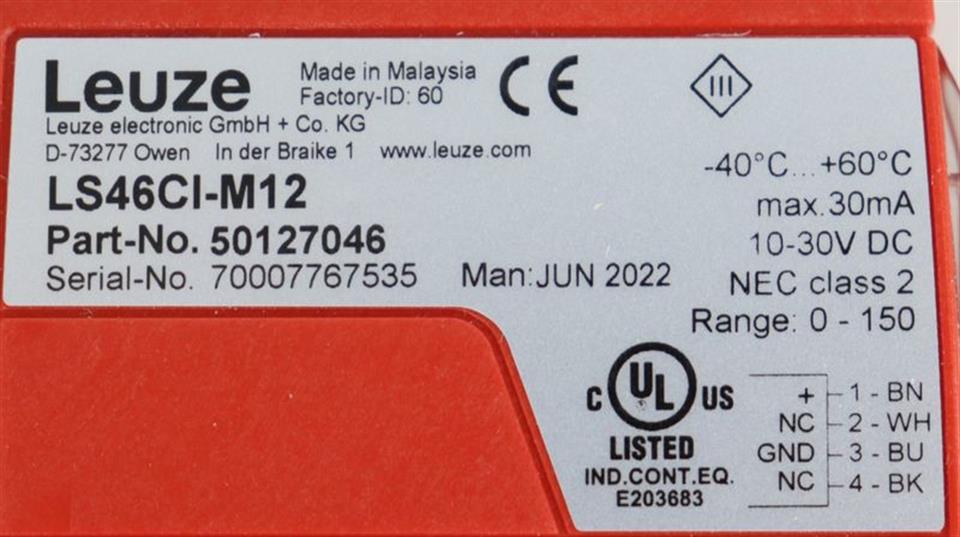 Leuze
Made in Malaysia
Factory-ID: 60
CE
III
Leuze electronic GmbH + Co. KG
D-73277 Owen In der Braike 1 www.leuze.com
LS46CI-M12
Part-No. 50127046
Serial-No. 70007767535 Man:JUN 2022
-40°C...+60°C
max.30mA
10-30V DC
NEC class 2
Range: 0 - 150
C UL US
LISTED
IND.CONT.EQ.
E203683
+ 1 - BN
NC 2 - WH
GND 3 - BU
NC 4 - BK